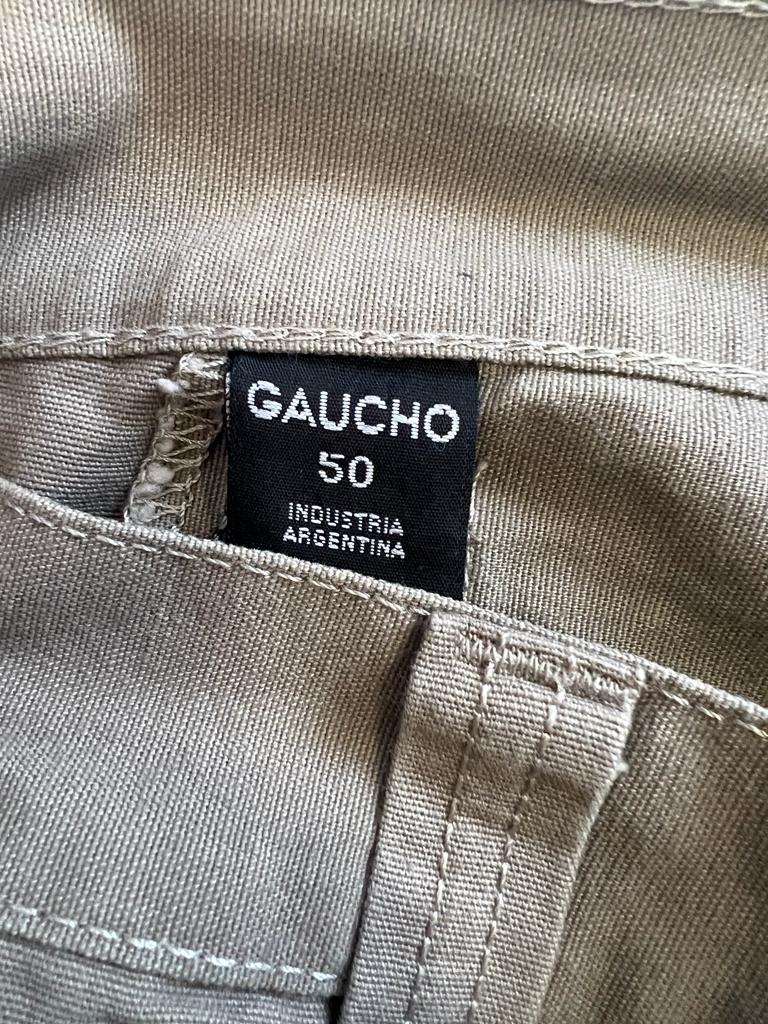 GAUCHO
50
INDUSTRIA
ARGENTINA